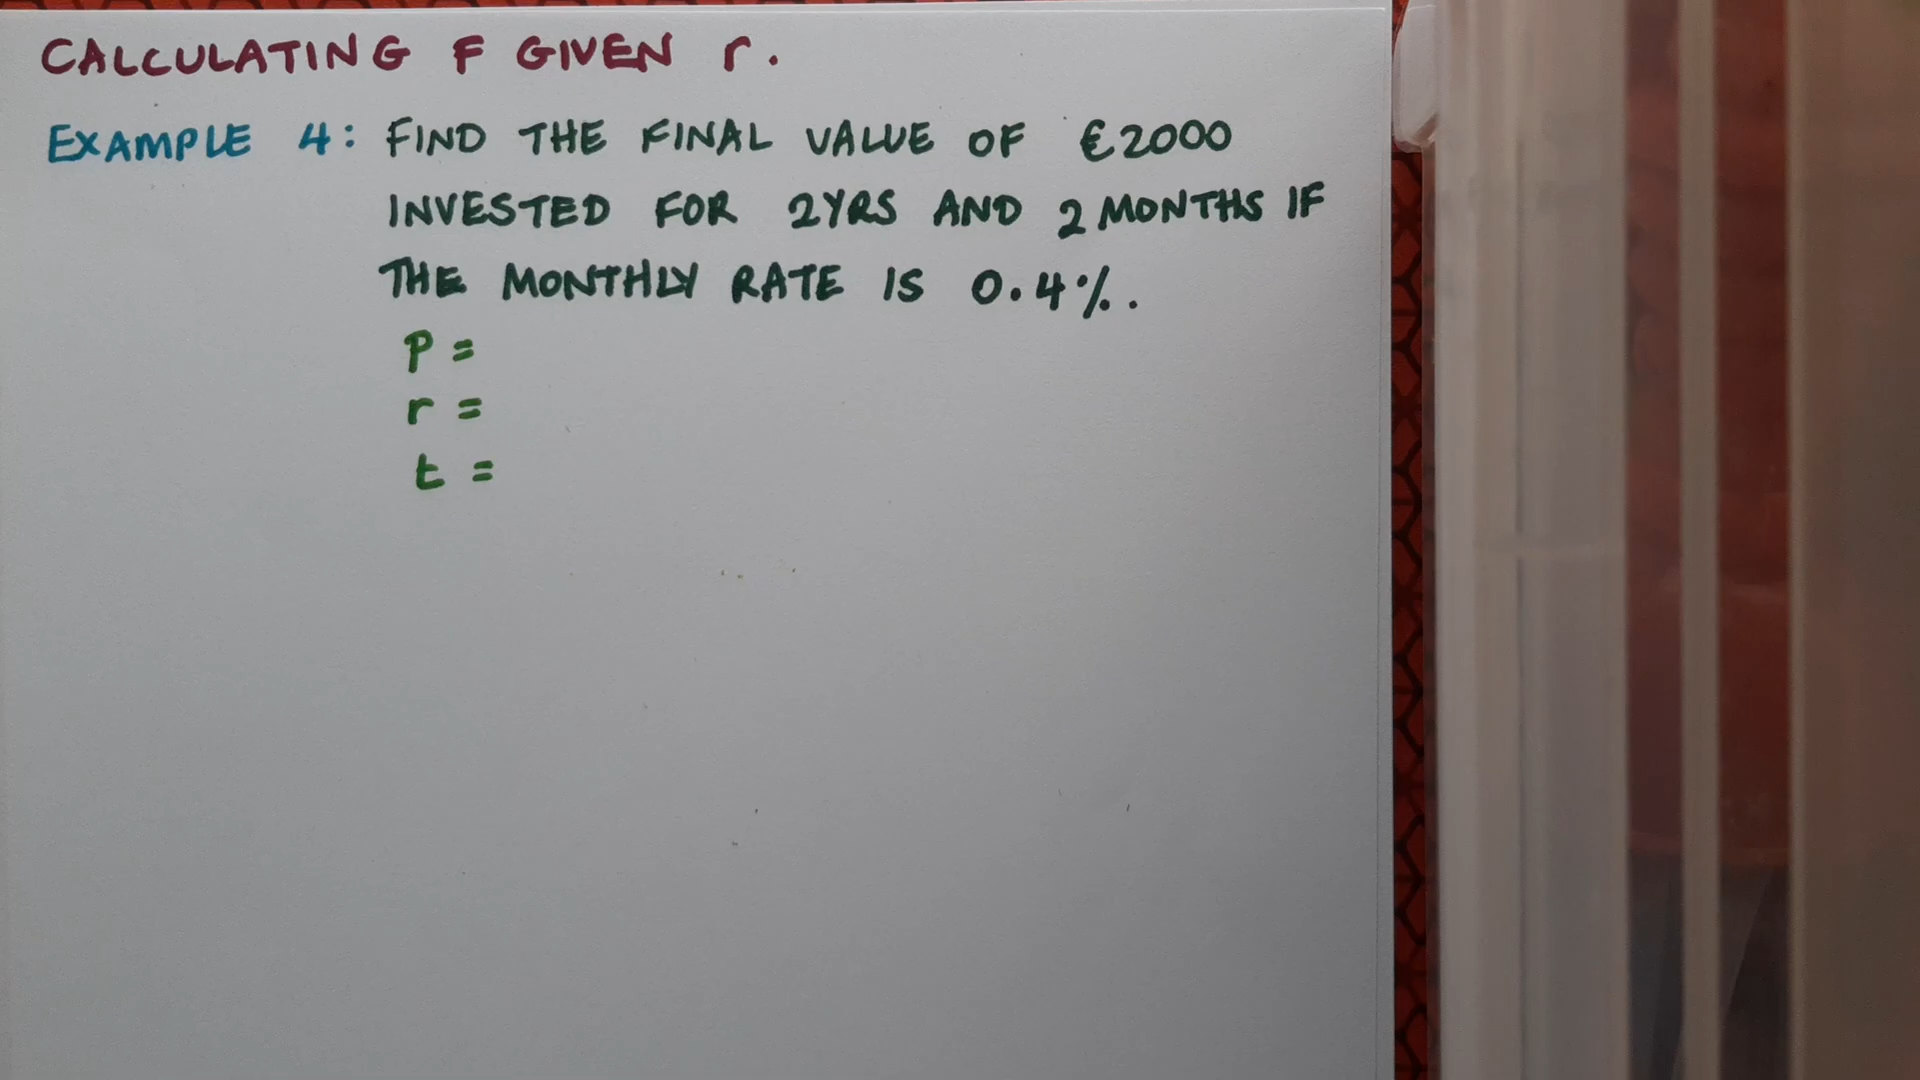 CALCULATING F GIVEN r.
EXAMPLE 4: FIND THE FINAL VALUE OF €2000
INVESTED FOR 2YRS AND 2 MONTHS IF
THE MONTHLY RATE IS 0.4%.
P =
r =
t =